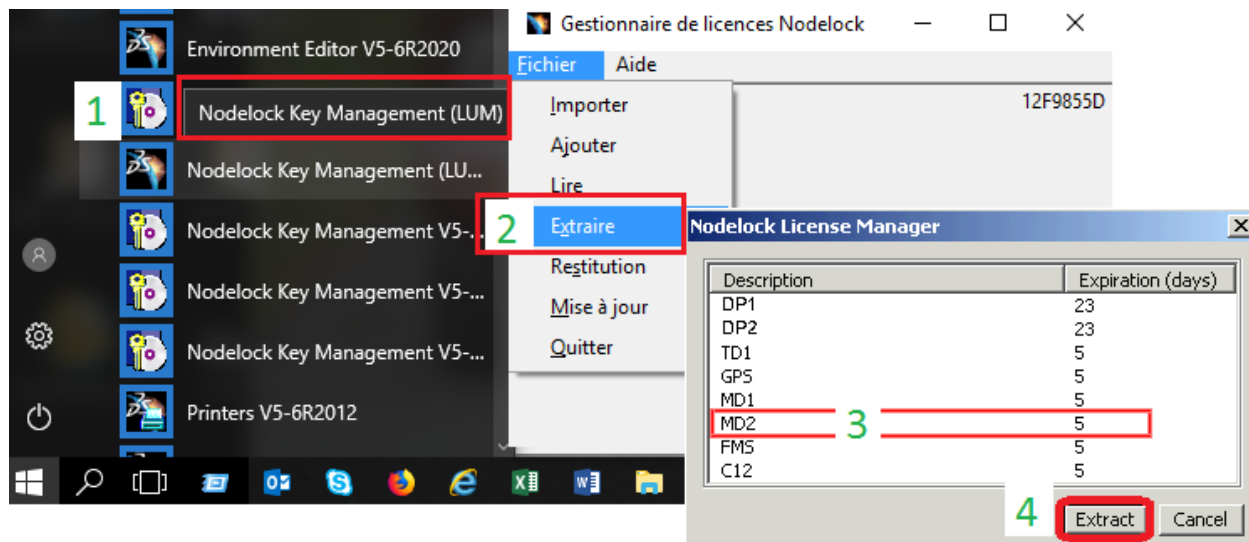 Environment Editor V5-6R2020
1
Nodelock Key Management (LUM)
Nodelock Key Management (LU...
Nodelock Key Management V5-...
Nodelock Key Management V5-...
Nodelock Key Management V5-...
Printers V5-6R2012
Gestionnaire de licences Nodelock
Fichier Aide
12F9855D
Importer
Ajouter
Lire
2 Extraire
Restitution
Mise à jour
Quitter
Nodelock License Manager
Description Expiration (days)
DP1 23
DP2 23
TD1 5
GPS 5
MD1 5
MD2 3 5
FMS 5
C12 5
4 Extract Cancel